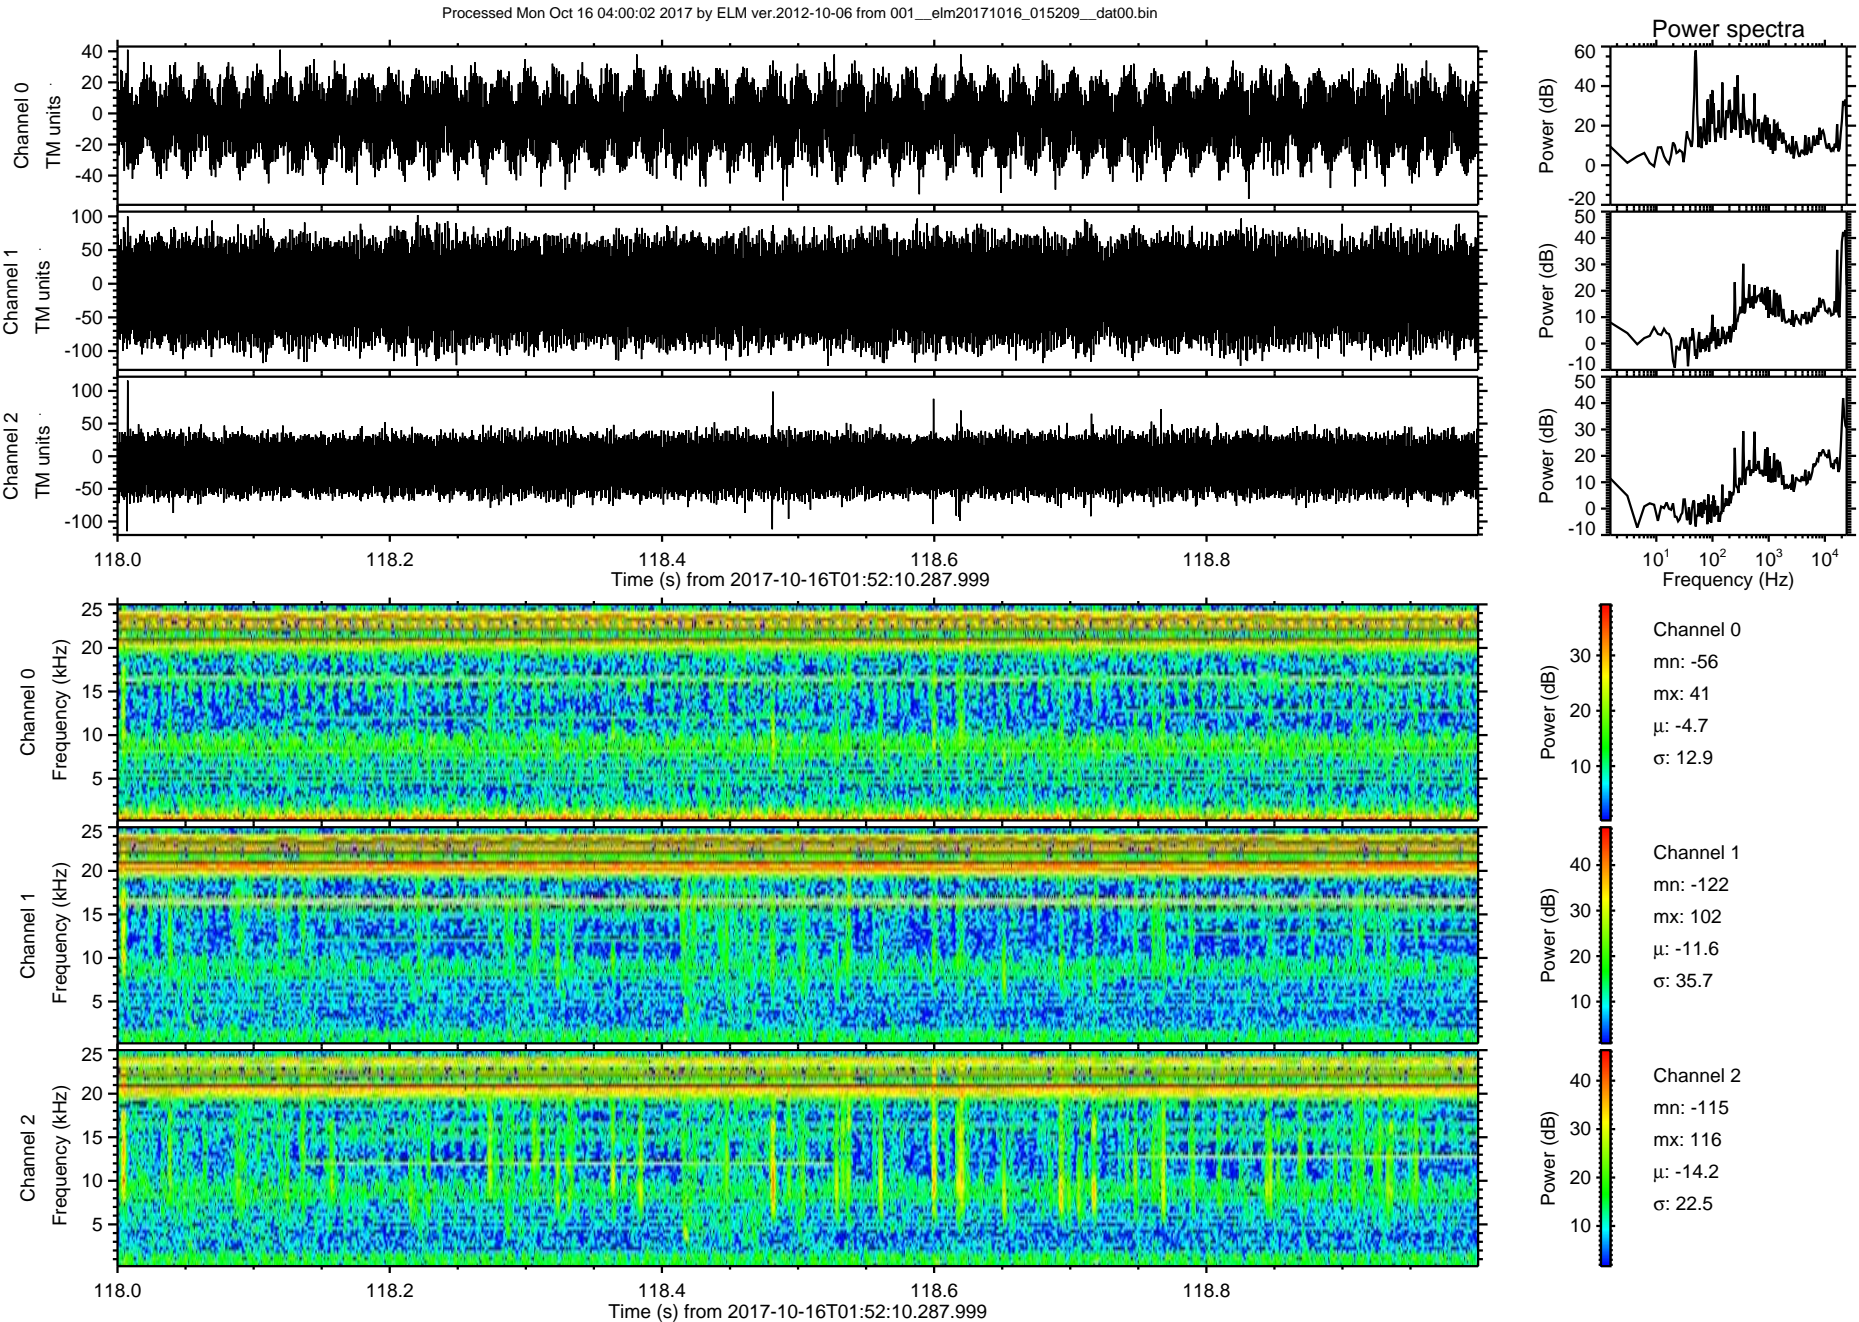 Processed Mon Oct 16 04:00:02 2017 by ELM ver.2012-10-06 from 001__elm20171016_015209__dat00.bin
Power spectra
Channel 0
TM units
40
20
0
-20
-40
Power (dB)
60
40
20
0
-20
Channel 1
TM units
100
50
0
-50
-100
Power (dB)
50
40
30
20
10
0
-10
Channel 2
TM units
100
50
0
-50
-100
Power (dB)
50
40
30
20
10
0
-10
118.0 118.2 118.4 118.6 118.8
Time (s) from 2017-10-16T01:52:10.287.999
10¹ 10² 10³ 10⁴
Frequency (Hz)
Channel 0
Frequency (kHz)
25
20
15
10
5
Power (dB)
30
20
10
Channel 0
mn: -56
mx: 41
μ: -4.7
σ: 12.9
Channel 1
Frequency (kHz)
25
20
15
10
5
Power (dB)
40
30
20
10
Channel 1
mn: -122
mx: 102
μ: -11.6
σ: 35.7
Channel 2
Frequency (kHz)
25
20
15
10
5
Power (dB)
40
30
20
10
Channel 2
mn: -115
mx: 116
μ: -14.2
σ: 22.5
118.0 118.2 118.4 118.6 118.8
Time (s) from 2017-10-16T01:52:10.287.999